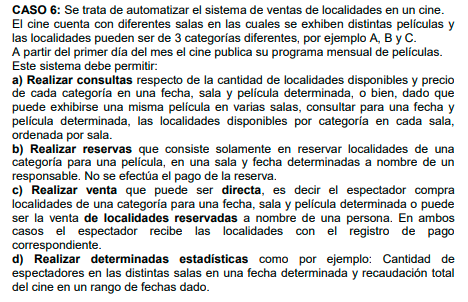 CASO 6: Se trata de automatizar el sistema de ventas de localidades en un cine.
El cine cuenta con diferentes salas en las cuales se exhiben distintas películas y
las localidades pueden ser de 3 categorías diferentes, por ejemplo A, B y C.
A partir del primer día del mes el cine publica su programa mensual de películas.
Este sistema debe permitir:
a) Realizar consultas respecto de la cantidad de localidades disponibles y precio
de cada categoría en una fecha, sala y película determinada, o bien, dado que
puede exhibirse una misma película en varias salas, consultar para una fecha y
película determinada, las localidades disponibles por categoría en cada sala,
ordenada por sala.
b) Realizar reservas que consiste solamente en reservar localidades de una
categoría para una película, en una sala y fecha determinadas a nombre de un
responsable. No se efectúa el pago de la reserva.
c) Realizar venta que puede ser directa, es decir el espectador compra
localidades de una categoría para una fecha, sala y película determinada o puede
ser la venta de localidades reservadas a nombre de una persona. En ambos
casos el espectador recibe las localidades con el registro de pago
correspondiente.
d) Realizar determinadas estadísticas como por ejemplo: Cantidad de
espectadores en las distintas salas en una fecha determinada y recaudación total
del cine en un rango de fechas dado.